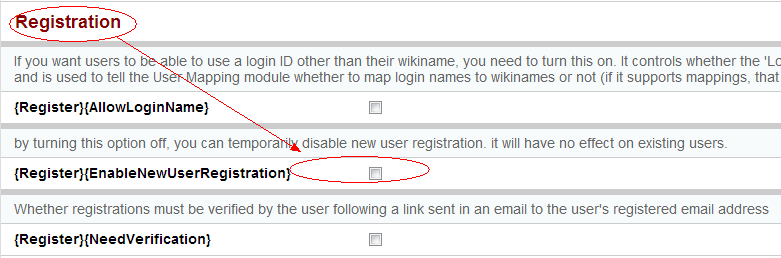 Registration
If you want users to be able to use a login ID other than their wikiname, you need to turn this on. It controls whether the 'Lo
and is used to tell the User Mapping module whether to map login names to wikinames or not (if it supports mappings, that
{Register}{AllowLoginName}
by turning this option off, you can temporarily disable new user registration. it will have no effect on existing users.
{Register}{EnableNewUserRegistration}
Whether registrations must be verified by the user following a link sent in an email to the user's registered email address
{Register}{NeedVerification}